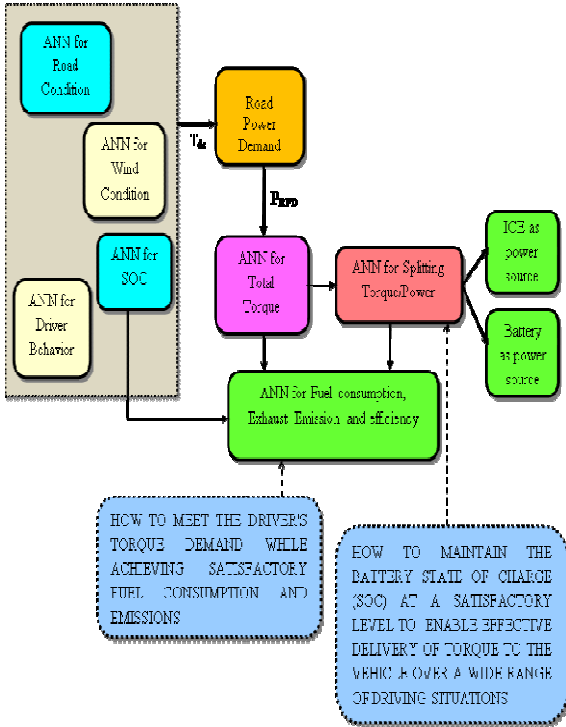 ANN for
Road
Condition
ANN for
Wind
Condition
ANN for
SOC
ANN for
Driver
Behavior
Road
Power
Demand
P_RPD
ANN for
Total
Torque
ANN for Splitting
Torque/Power
ICE as
power
source
Battery
as power
source
ANN for Fuel consumption,
Exhaust Emission and efficiency
HOW TO MEET THE DRIVER'S
TORQUE DEMAND WHILE
ACHIEVING SATISFACTORY
FUEL CONSUMPTION AND
EMISSIONS
HOW TO MAINTAIN THE
BATTERY STATE OF CHARGE
(SOC) AT A SATISFACTORY
LEVEL TO ENABLE EFFECTIVE
DELIVERY OF TORQUE TO THE
VEHICLE OVER A WIDE RANGE
OF DRIVING SITUATIONS